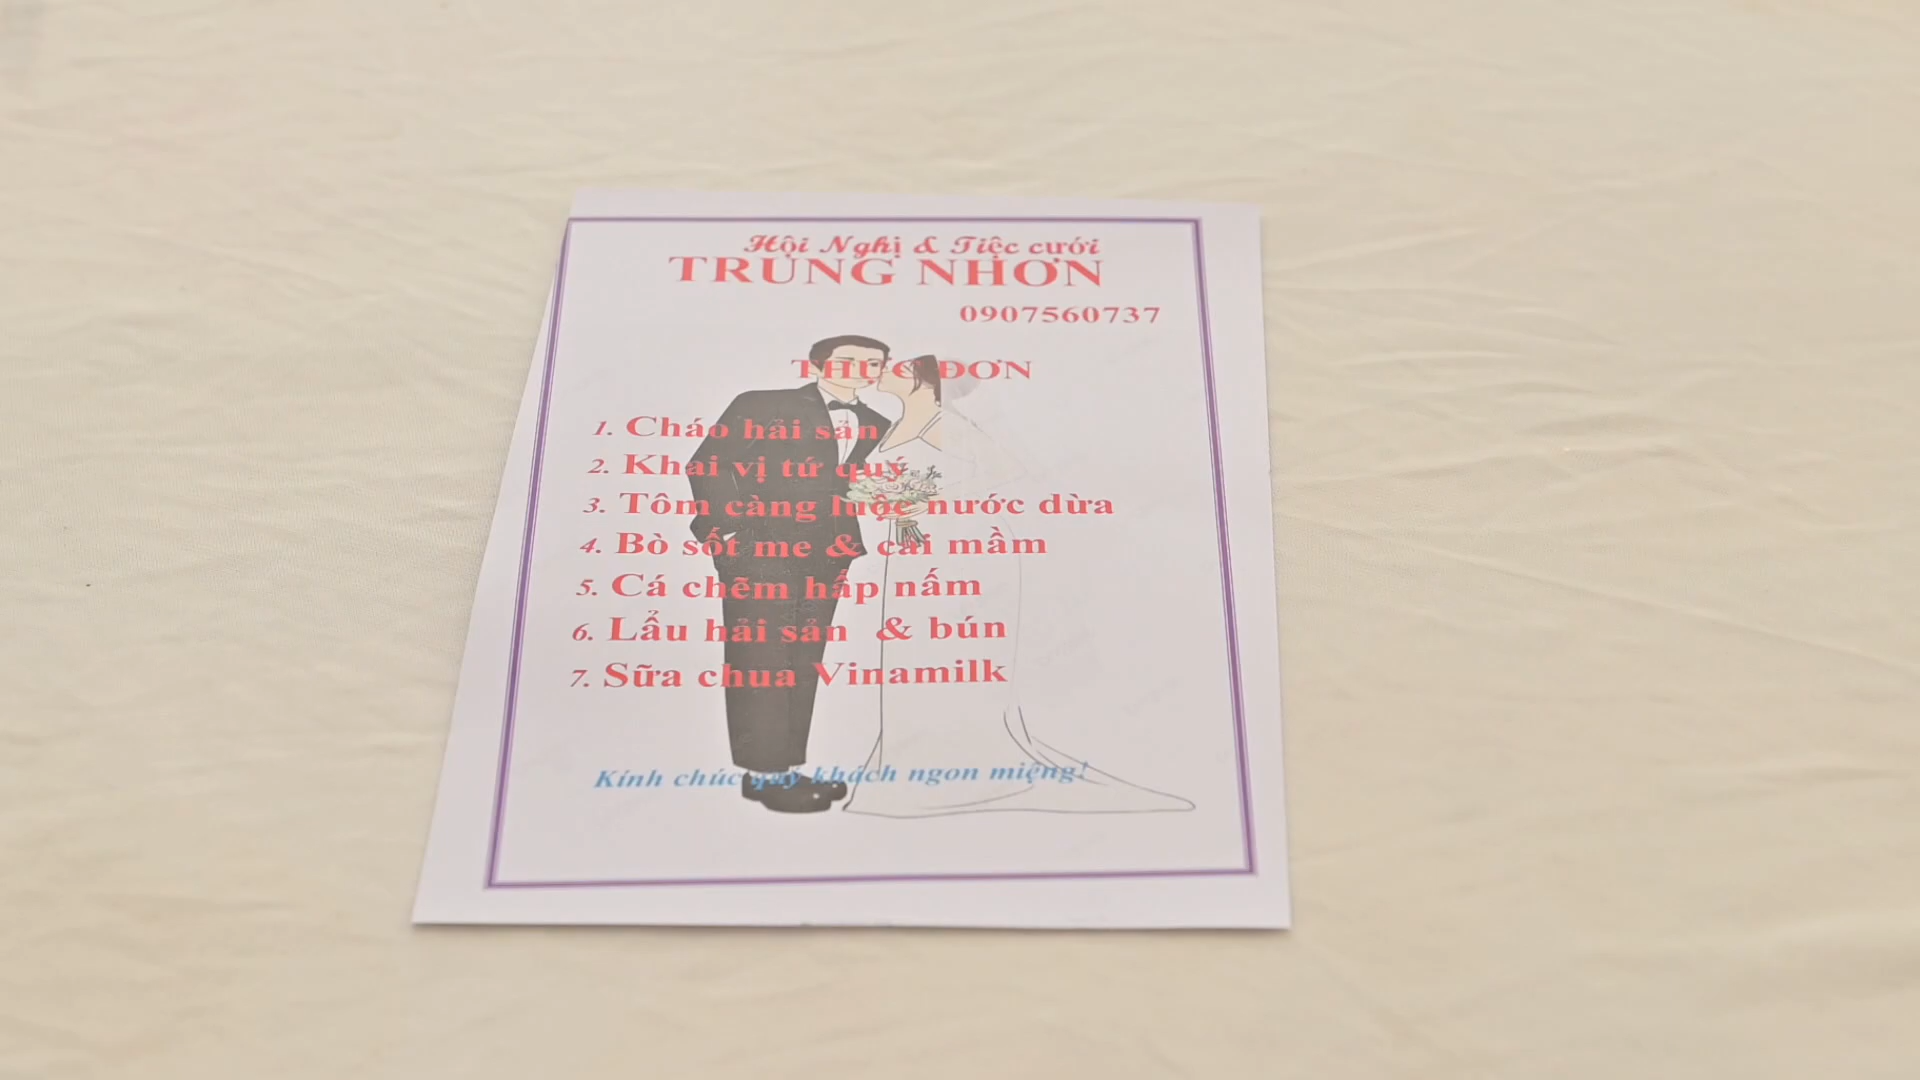 Hội Nghị & Tiệc cưới
TRUNG NHƠN
0907560737
THỰC ĐƠN
1. Cháo hải sản
2. Khai vị tứ quý
3. Tôm càng luộc nước dừa
4. Bò sốt me & cải mầm
5. Cá chẽm hấp nấm
6. Lẩu hải sản & bún
7. Sữa chua Vinamilk
Kính chúc quý khách ngon miệng!